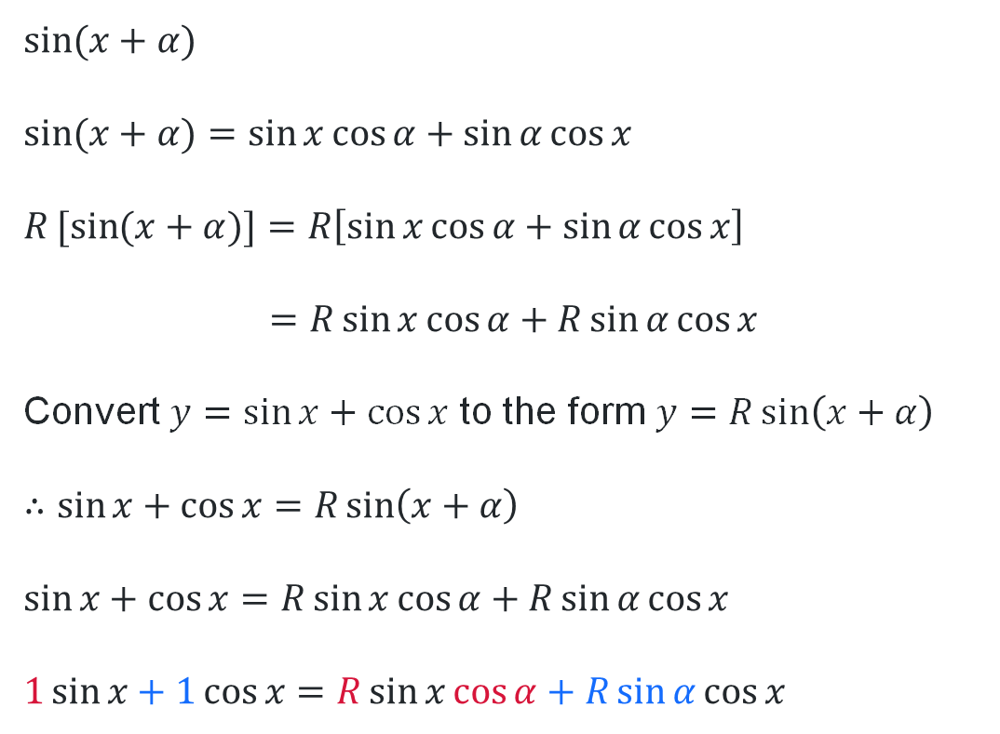 sin(x + α)
sin(x + α) = sin x cos α + sin α cos x
R [sin(x + α)] = R[sin x cos α + sin α cos x]
= R sin x cos α + R sin α cos x
Convert y = sin x + cos x to the form y = R sin(x + α)
∴ sin x + cos x = R sin(x + α)
sin x + cos x = R sin x cos α + R sin α cos x
1 sin x + 1 cos x = R sin x cos α + R sin α cos x